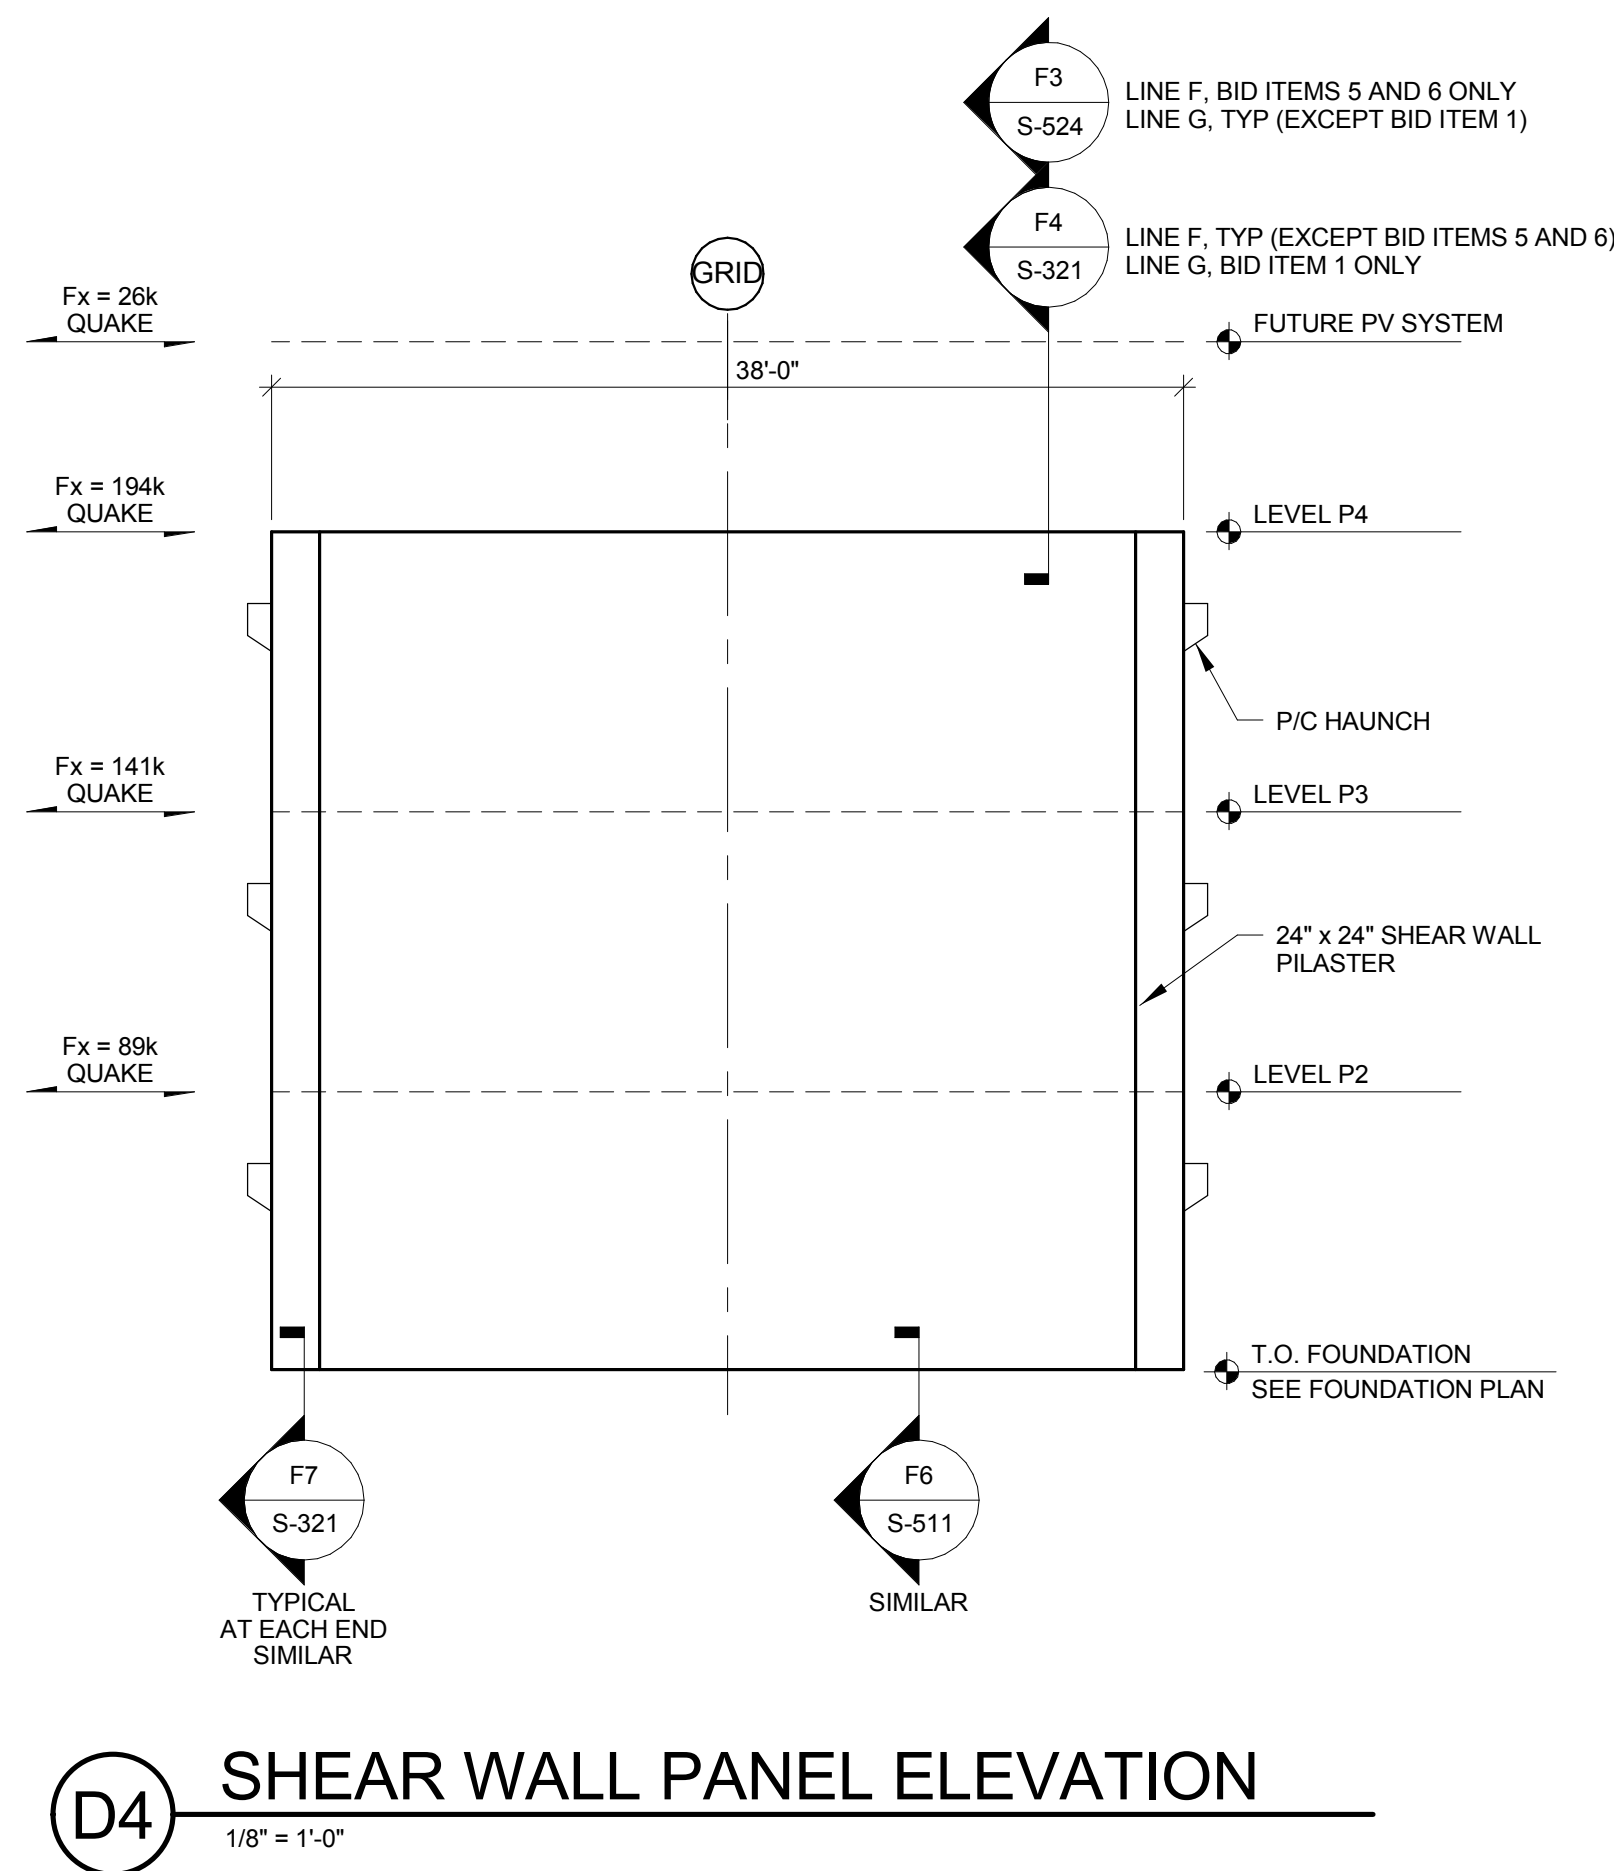 F3
S-524
LINE F, BID ITEMS 5 AND 6 ONLY
LINE G, TYP (EXCEPT BID ITEM 1)
F4
S-321
LINE F, TYP (EXCEPT BID ITEMS 5 AND 6)
LINE G, BID ITEM 1 ONLY
GRID
Fx = 26k
QUAKE
FUTURE PV SYSTEM
38'-0"
Fx = 194k
QUAKE
LEVEL P4
P/C HAUNCH
Fx = 141k
QUAKE
LEVEL P3
24" x 24" SHEAR WALL
PILASTER
Fx = 89k
QUAKE
LEVEL P2
T.O. FOUNDATION
SEE FOUNDATION PLAN
F7
S-321
TYPICAL
AT EACH END
SIMILAR
F6
S-511
SIMILAR
D4
SHEAR WALL PANEL ELEVATION
1/8" = 1'-0"